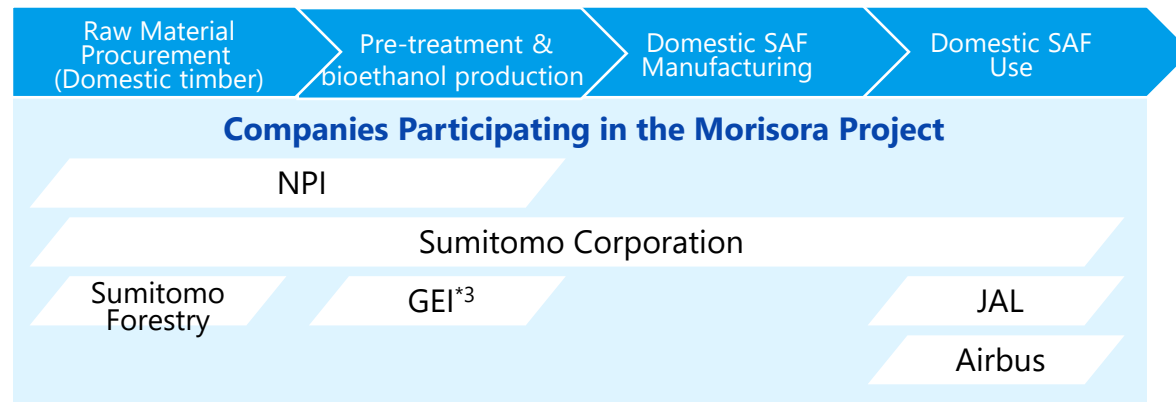 Raw Material
Procurement
(Domestic timber)
Pre-treatment &
bioethanol production
Domestic SAF
Manufacturing
Domestic SAF
Use
Companies Participating in the Morisora Project
NPI
Sumitomo Corporation
Sumitomo
Forestry
GEI*3
JAL
Airbus